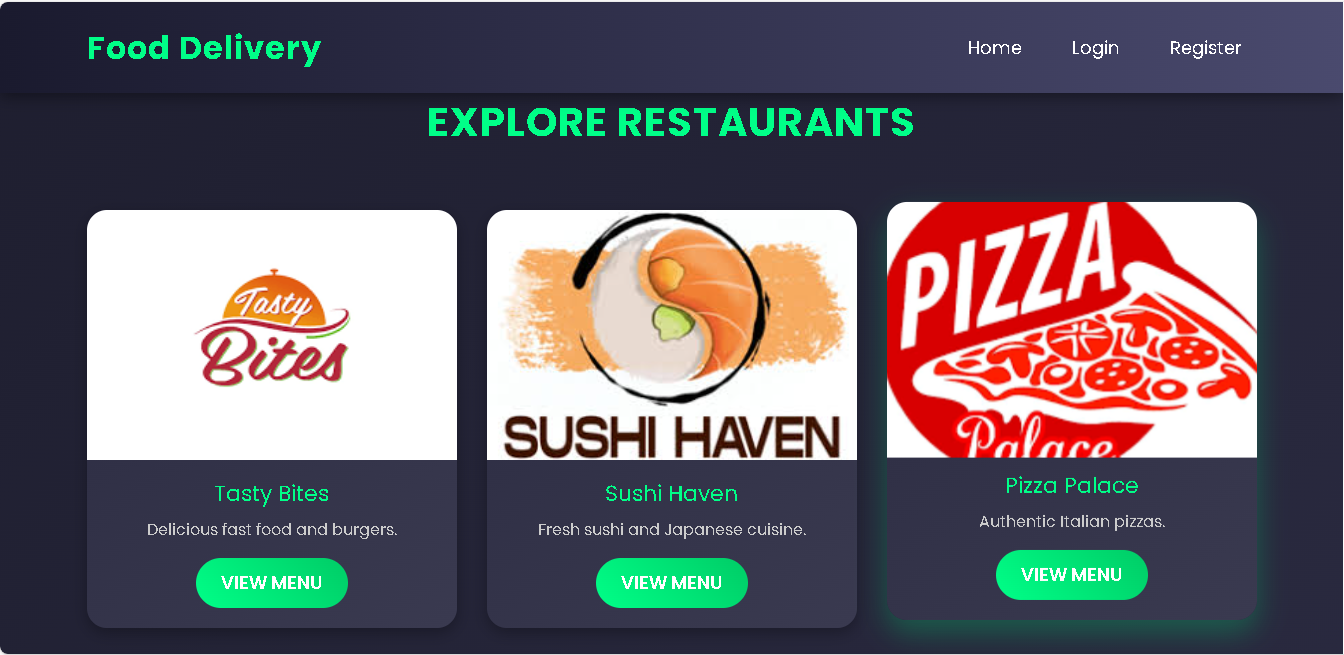 Food Delivery
Home Login Register
EXPLORE RESTAURANTS
Tasty
Bites
SUSHI HAVEN
PIZZA
Palace
Tasty Bites
Delicious fast food and burgers.
VIEW MENU
Sushi Haven
Fresh sushi and Japanese cuisine.
VIEW MENU
Pizza Palace
Authentic Italian pizzas.
VIEW MENU